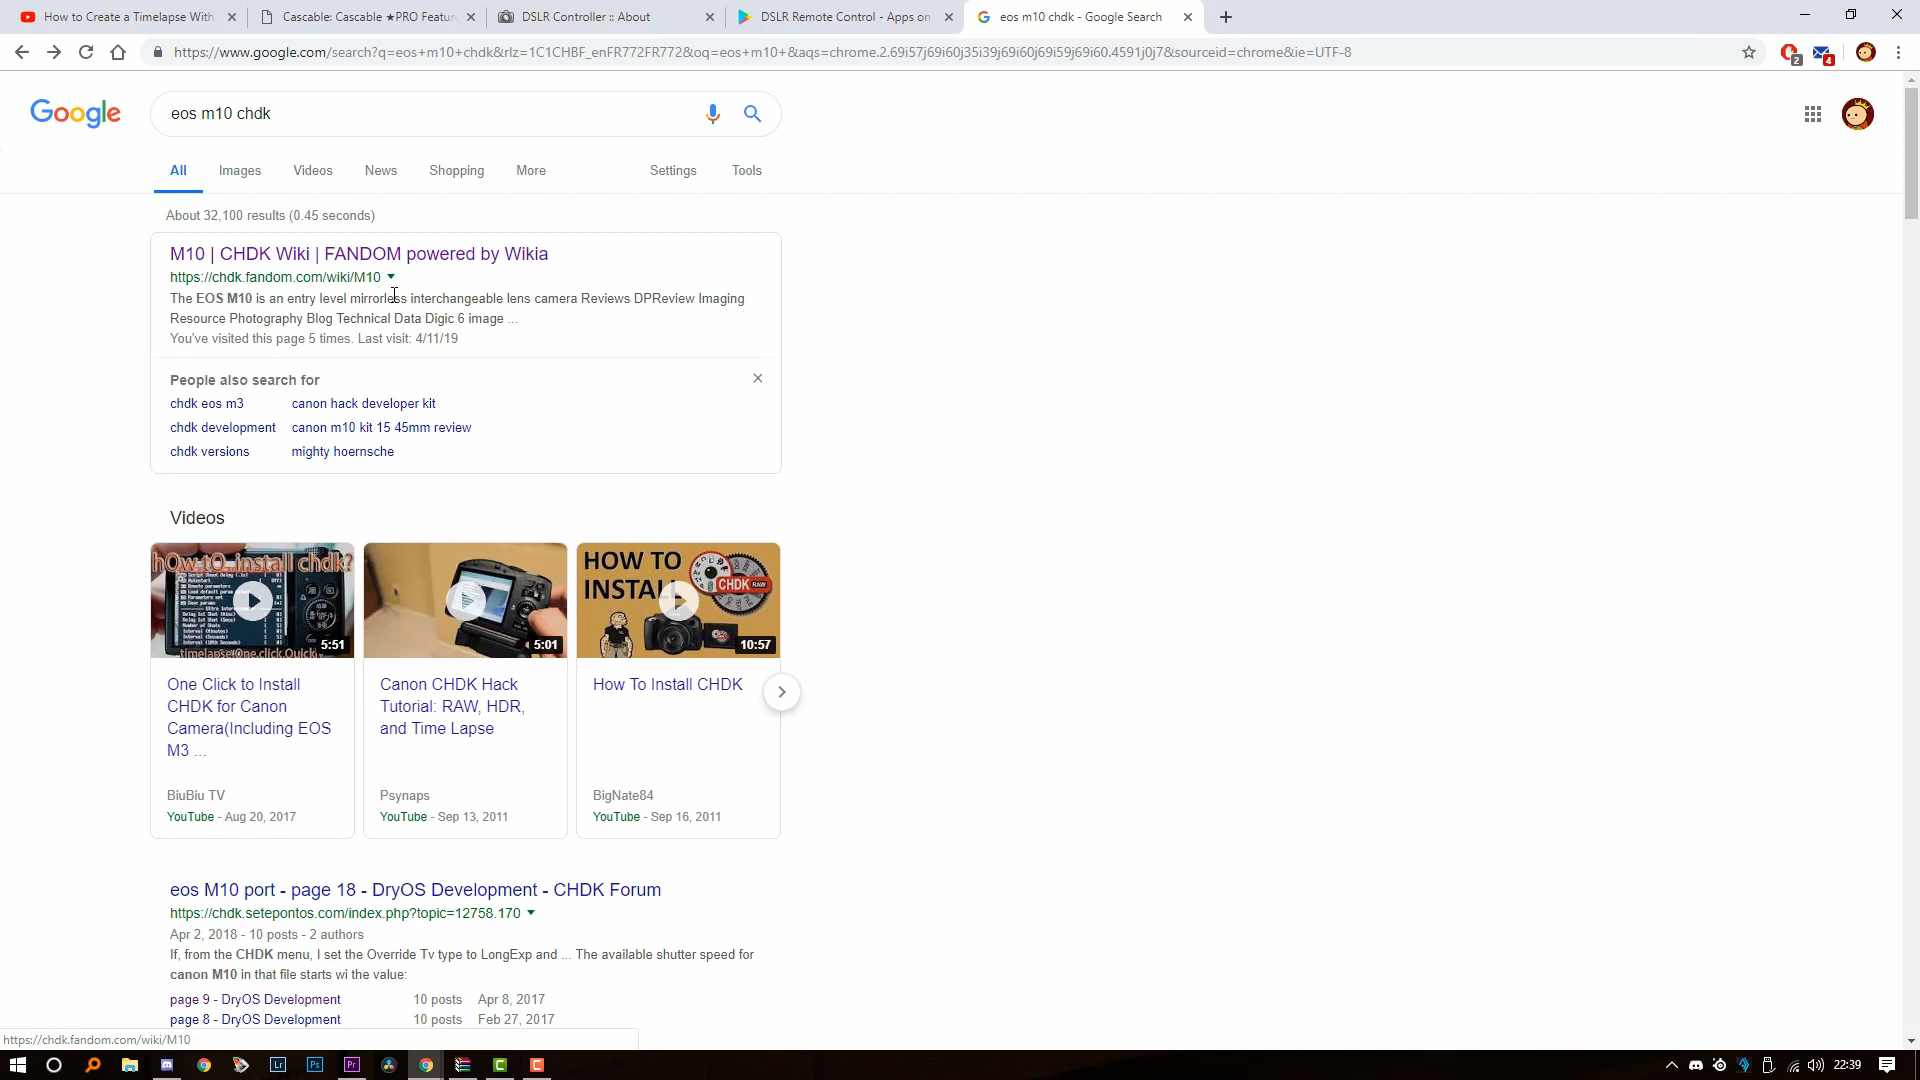 How to Create a Timelapse With
Cascable: Cascable ★PRO Featur
DSLR Controller :: About
DSLR Remote Control - Apps on
eos m10 chdk - Google Search
https://www.google.com/search?q=eos+m10+chdk&rlz=1C1CHBF_enFR772FR772&oq=eos+m10+&aqs=chrome.2.69i57j69i60j35i39j69i60j69i59j69i60.4591j0j7&sourceid=chrome&ie=UTF-8
2
4
Google
eos m10 chdk
All
Images
Videos
News
Shopping
More
Settings
Tools
About 32,100 results (0.45 seconds)
M10 | CHDK Wiki | FANDOM powered by Wikia
https://chdk.fandom.com/wiki/M10
The EOS M10 is an entry level mirrorless interchangeable lens camera Reviews DPReview Imaging
Resource Photography Blog Technical Data Digic 6 image ...
You've visited this page 5 times. Last visit: 4/11/19
People also search for
chdk eos m3
canon hack developer kit
chdk development
canon m10 kit 15 45mm review
chdk versions
mighty hoernsche
Videos
hOw tO install chdk?
5:51
5:01
HOW TO
INSTALL
CHDK RAW
10:57
One Click to Install
CHDK for Canon
Camera(Including EOS
M3 ...
BiuBiu TV
YouTube - Aug 20, 2017
Canon CHDK Hack
Tutorial: RAW, HDR,
and Time Lapse
Psynaps
YouTube - Sep 13, 2011
How To Install CHDK
BigNate84
YouTube - Sep 16, 2011
eos M10 port - page 18 - DryOS Development - CHDK Forum
https://chdk.setepontos.com/index.php?topic=12758.170
Apr 2, 2018 - 10 posts - 2 authors
If, from the CHDK menu, I set the Override Tv type to LongExp and ... The available shutter speed for
canon M10 in that file starts wi the value:
page 9 - DryOS Development
10 posts
Apr 8, 2017
page 8 - DryOS Development
10 posts
Feb 27, 2017
https://chdk.fandom.com/wiki/M10
Lr
Ps
Pr
22:39